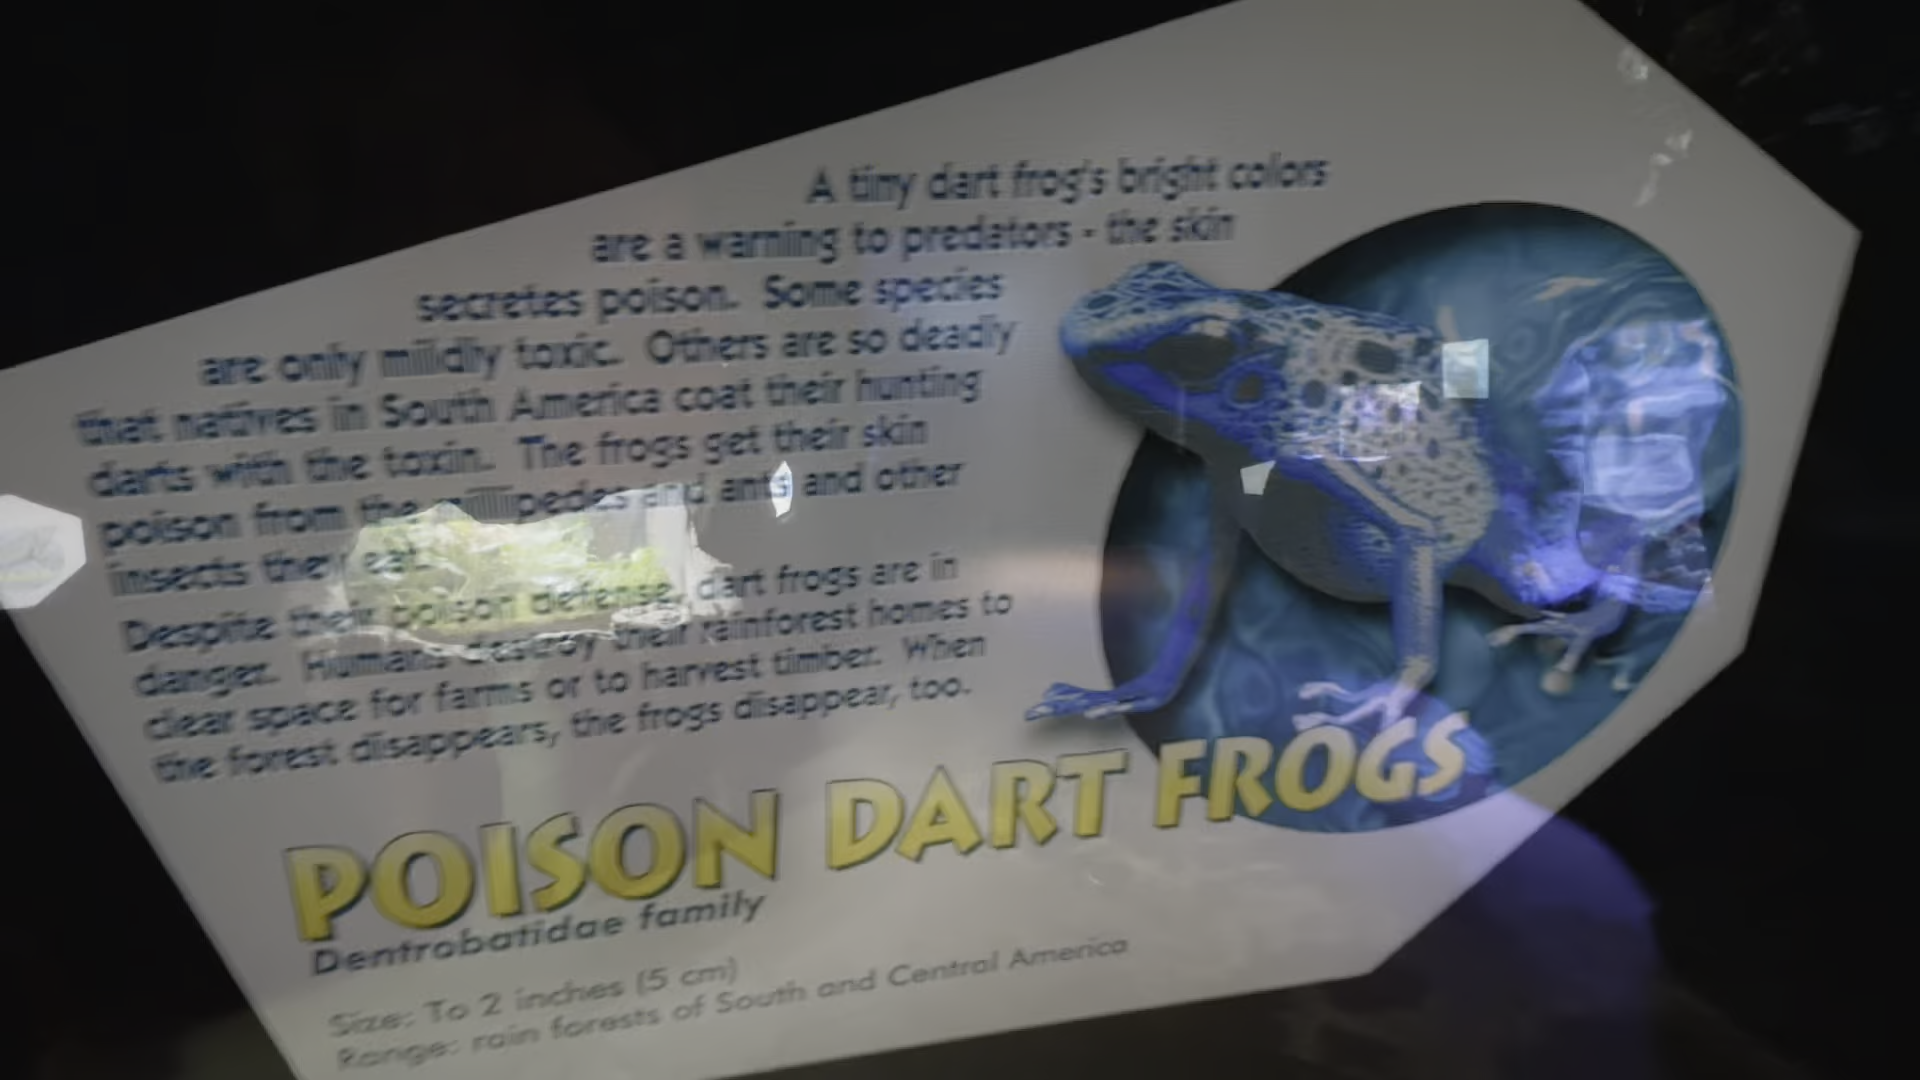 A tiny dart frog's bright colors
are a warning to predators - the skin
secretes poison. Some species
are only mildly toxic. Others are so deadly
that natives in South America coat their hunting
darts with the toxin. The frogs get their skin
poison from the millipedes and ants and other
insects they eat.
Despite their poison defense, dart frogs are in
danger. Humans destroy their rainforest homes to
clear space for farms or to harvest timber. When
the forest disappears, the frogs disappear, too.
POISON DART FROGS
Dentrobatidae family
Size: To 2 inches (5 cm)
Range: rain forests of South and Central America